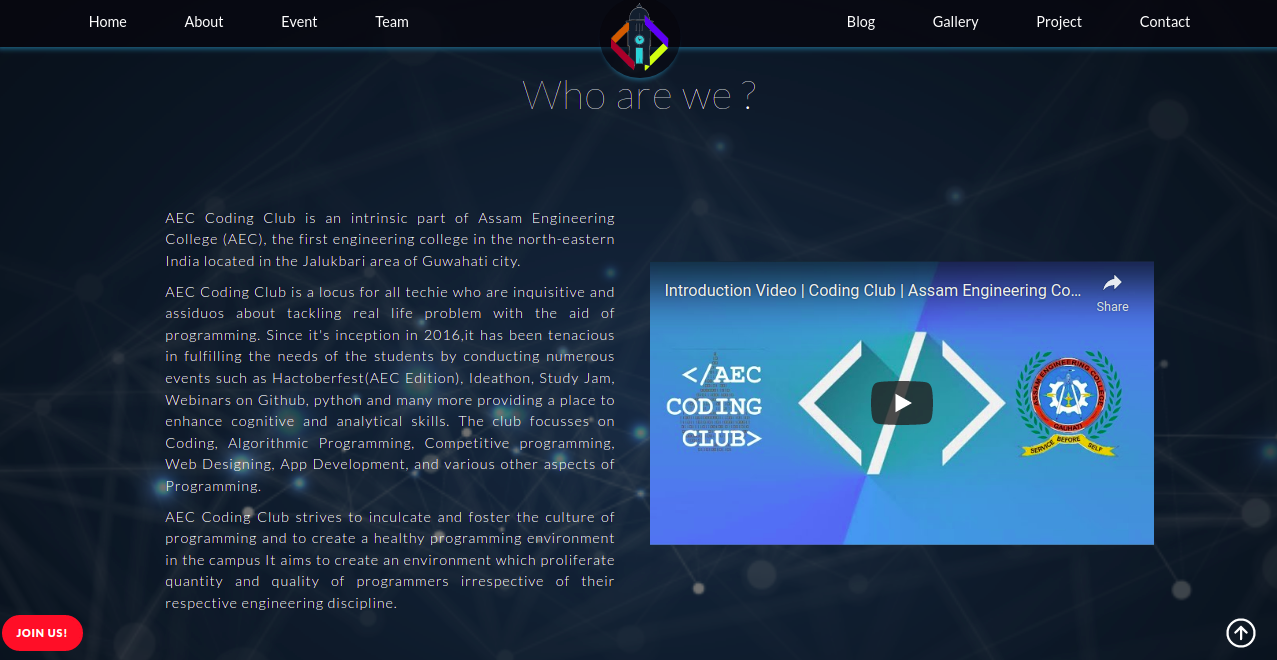 Home About Event Team Blog Gallery Project Contact
Who are we ?
AEC Coding Club is an intrinsic part of Assam Engineering
College (AEC), the first engineering college in the north-eastern
India located in the Jalukbari area of Guwahati city.
AEC Coding Club is a locus for all techie who are inquisitive and
assiduos about tackling real life problem with the aid of
programming. Since it's inception in 2016,it has been tenacious
in fulfilling the needs of the students by conducting numerous
events such as Hactoberfest(AEC Edition), Ideathon, Study Jam,
Webinars on Github, python and many more providing a place to
enhance cognitive and analytical skills. The club focusses on
Coding, Algorithmic Programming, Competitive programming,
Web Designing, App Development, and various other aspects of
Programming.
AEC Coding Club strives to inculcate and foster the culture of
programming and to create a healthy programming environment
in the campus It aims to create an environment which proliferate
quantity and quality of programmers irrespective of their
respective engineering discipline.
Introduction Video | Coding Club | Assam Engineering Co...
Share
</AEC
CODING
CLUB>
</>
ASSAM ENGINEERING COLLEGE
GAUHATI
SERVICE BEFORE SELF
JOIN US!